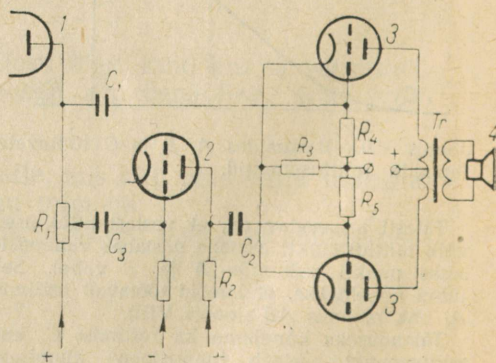 1
3
C₁
R₄
Tr
2
R₃
- +
4
R₁
C₃
C₂
R₅
R₂
3
+ - +